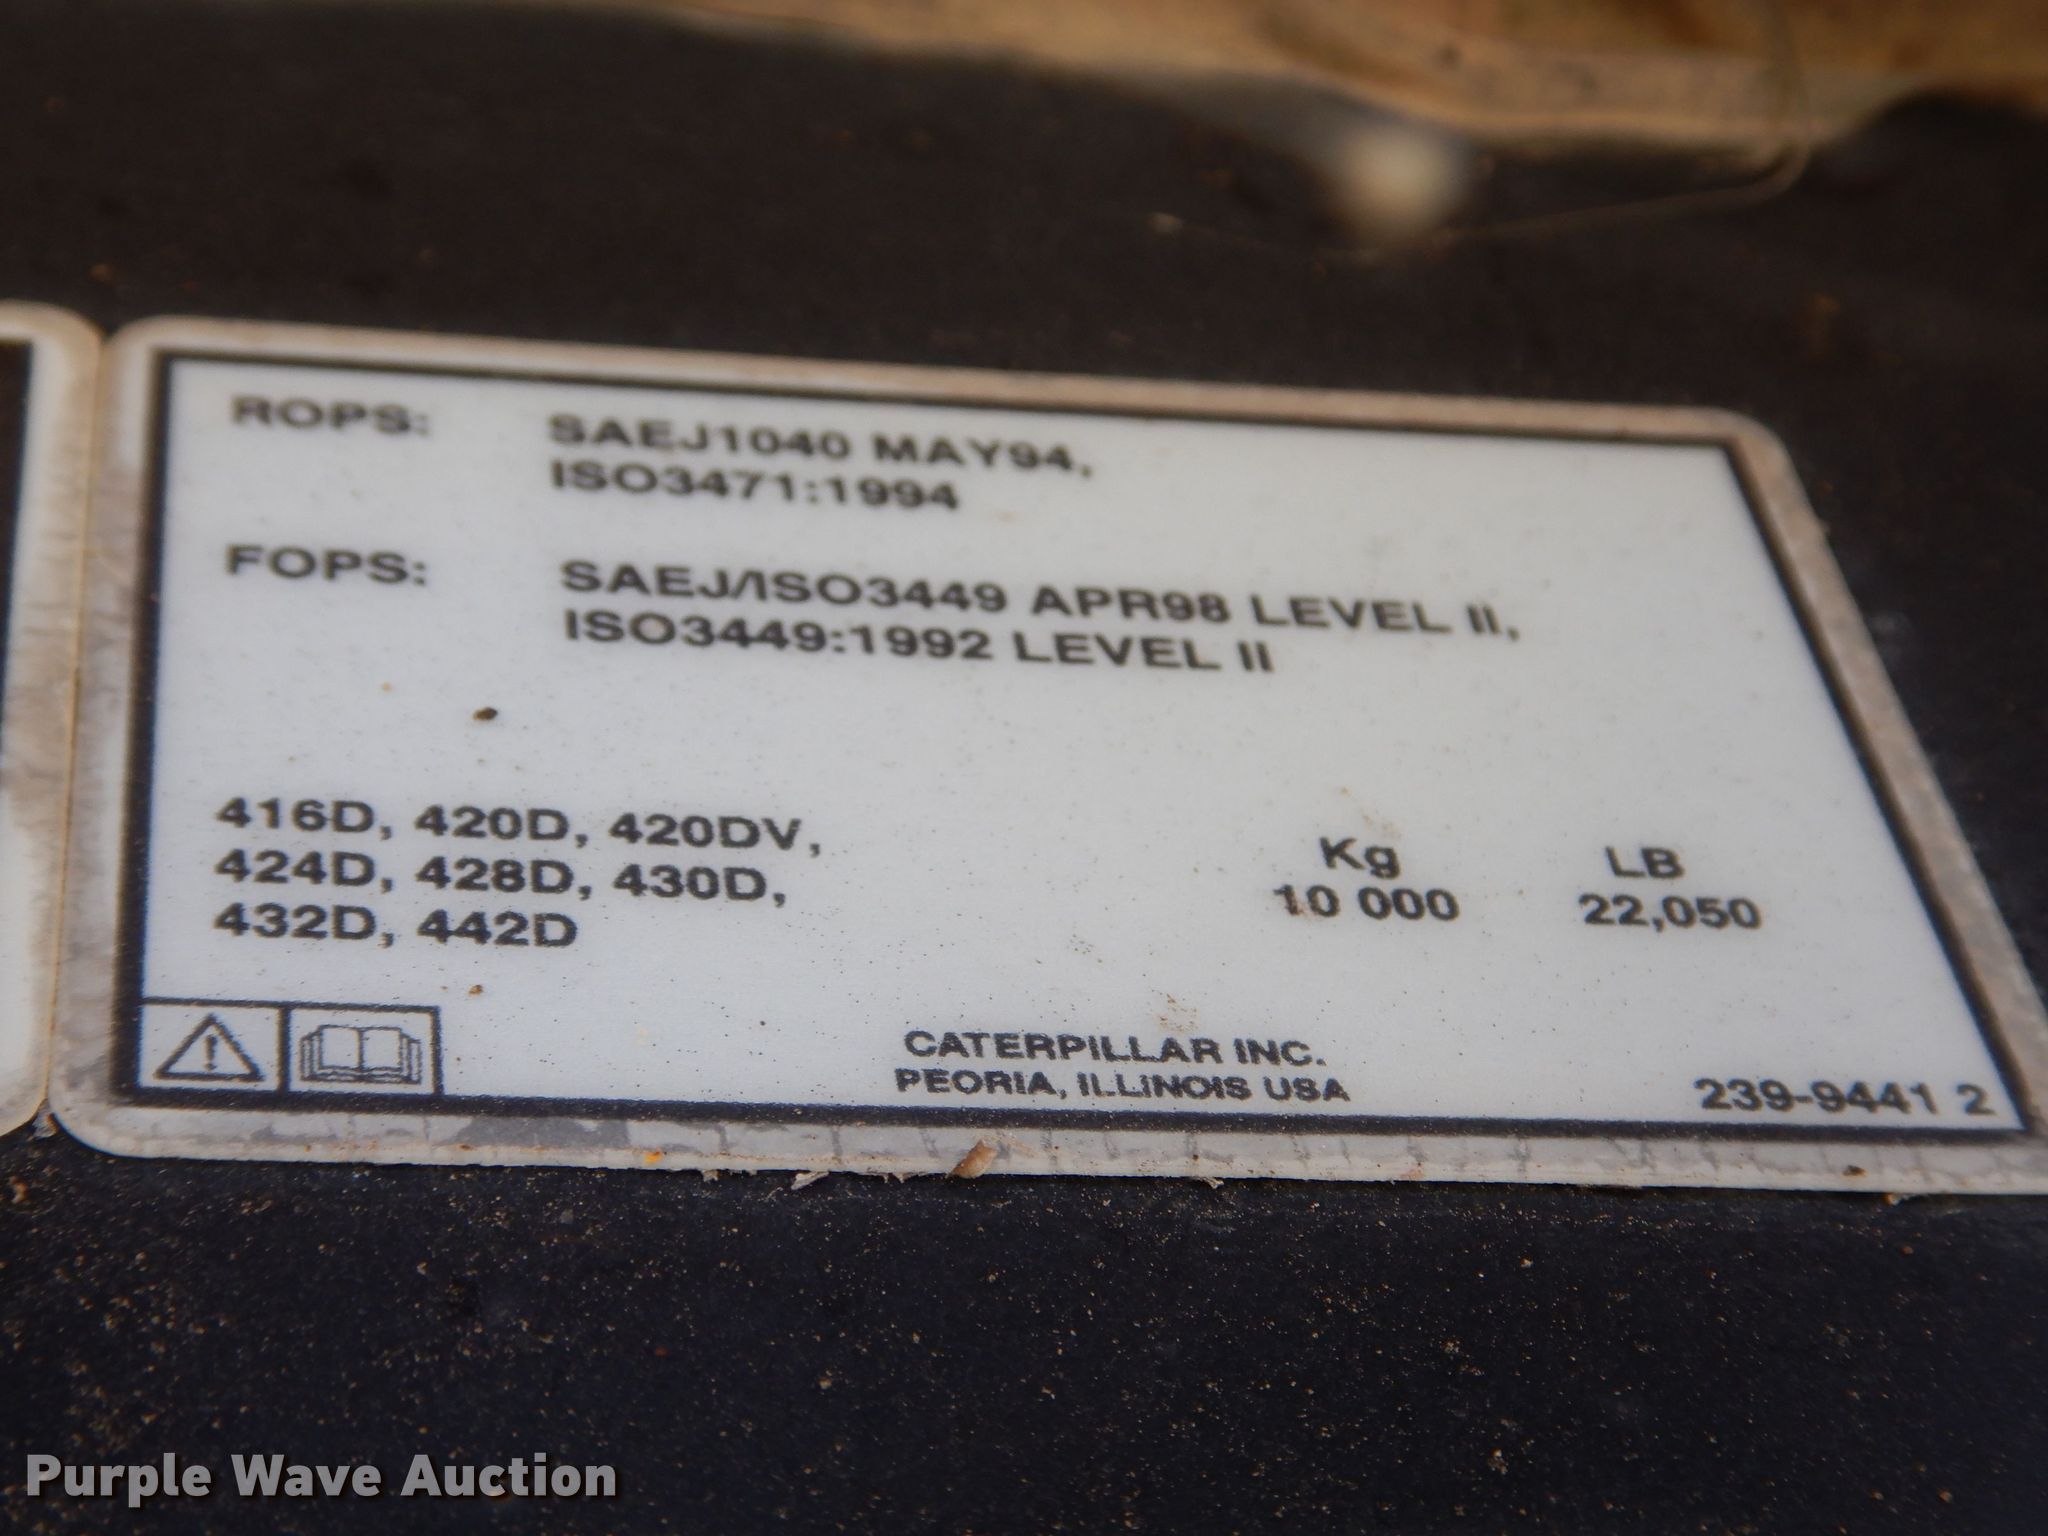 ROPS: SAEJ1040 MAY94,
ISO3471:1994
FOPS: SAEJ/ISO3449 APR98 LEVEL II,
ISO3449:1992 LEVEL II
416D, 420D, 420DV,
424D, 428D, 430D,
432D, 442D
Kg LB
10 000 22,050
CATERPILLAR INC.
PEORIA, ILLINOIS USA
239-9441 2
Purple Wave Auction